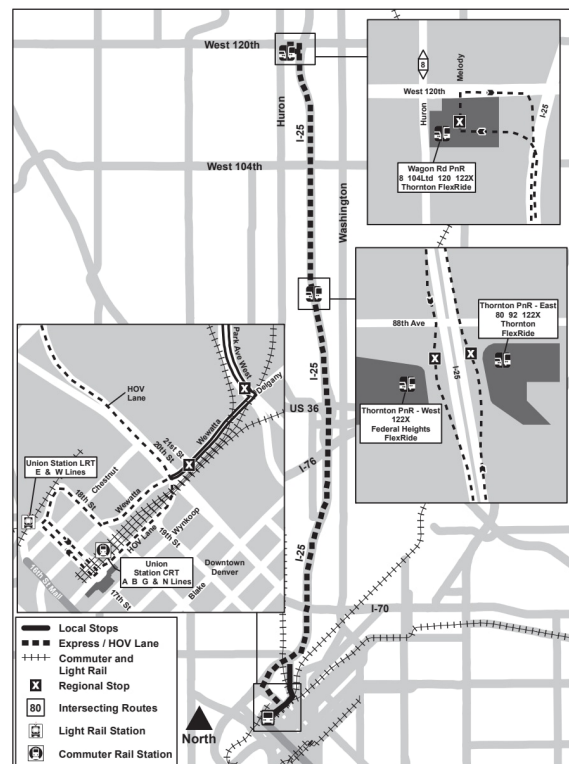 West 120th
Huron
I-25
West 104th
Washington
8
Melody
West 120th
Huron
I-25
X
Wagon Rd PnR
8 104Ltd 120 122X
Thornton FlexRide
I-25
88th Ave
X
X
I-25
Thornton PnR - East
80 92 122X
Thornton
FlexRide
Thornton PnR - West
122X
Federal Heights
FlexRide
US 36
I-76
I-25
I-70
HOV
Lane
Park Ave West
X
Delgany
Wewatta
21st St
20th St
X
Union Station LRT
E & W Lines
Chestnut
18th St
Wewatta
HOV Lane
Wynkoop
19th St
Union
Station CRT
A B G & N Lines
Downtown
Denver
16th St Mall
17th St
Blake
Local Stops
Express / HOV Lane
Commuter and
Light Rail
X Regional Stop
80 Intersecting Routes
Light Rail Station
Commuter Rail Station
North